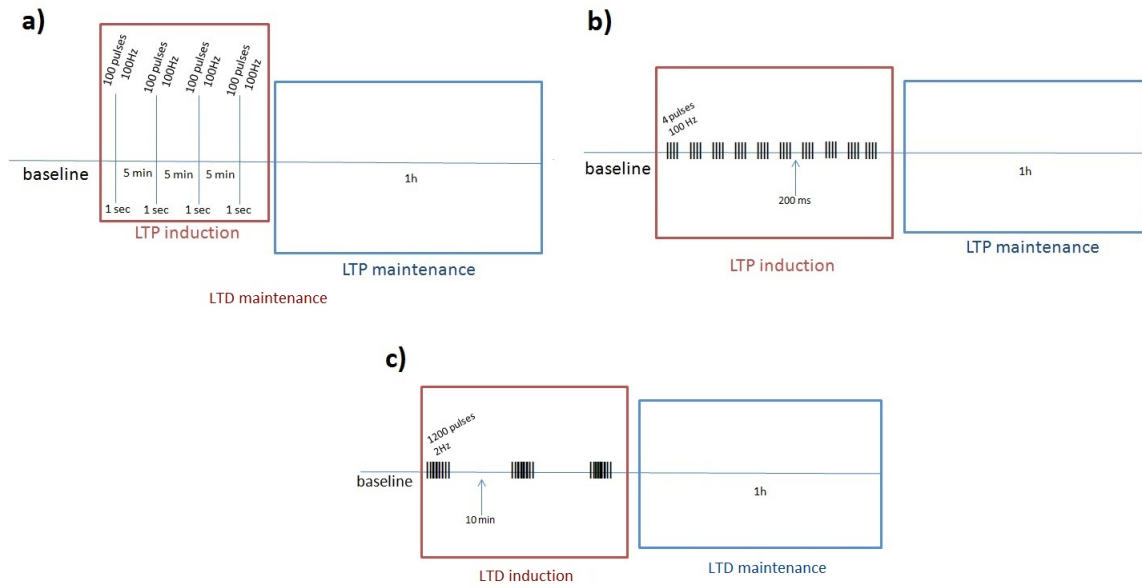 a)
100 pulses
100Hz
100 pulses
100Hz
100 pulses
100Hz
100 pulses
100Hz
baseline
5 min
5 min
5 min
1h
1 sec
1 sec
1 sec
1 sec
LTP induction
LTP maintenance
LTD maintenance
b)
4 pulses
100 Hz
baseline
1h
200 ms
LTP maintenance
LTP induction
c)
1200 pulses
2Hz
baseline
1h
10 min
LTD induction
LTD maintenance